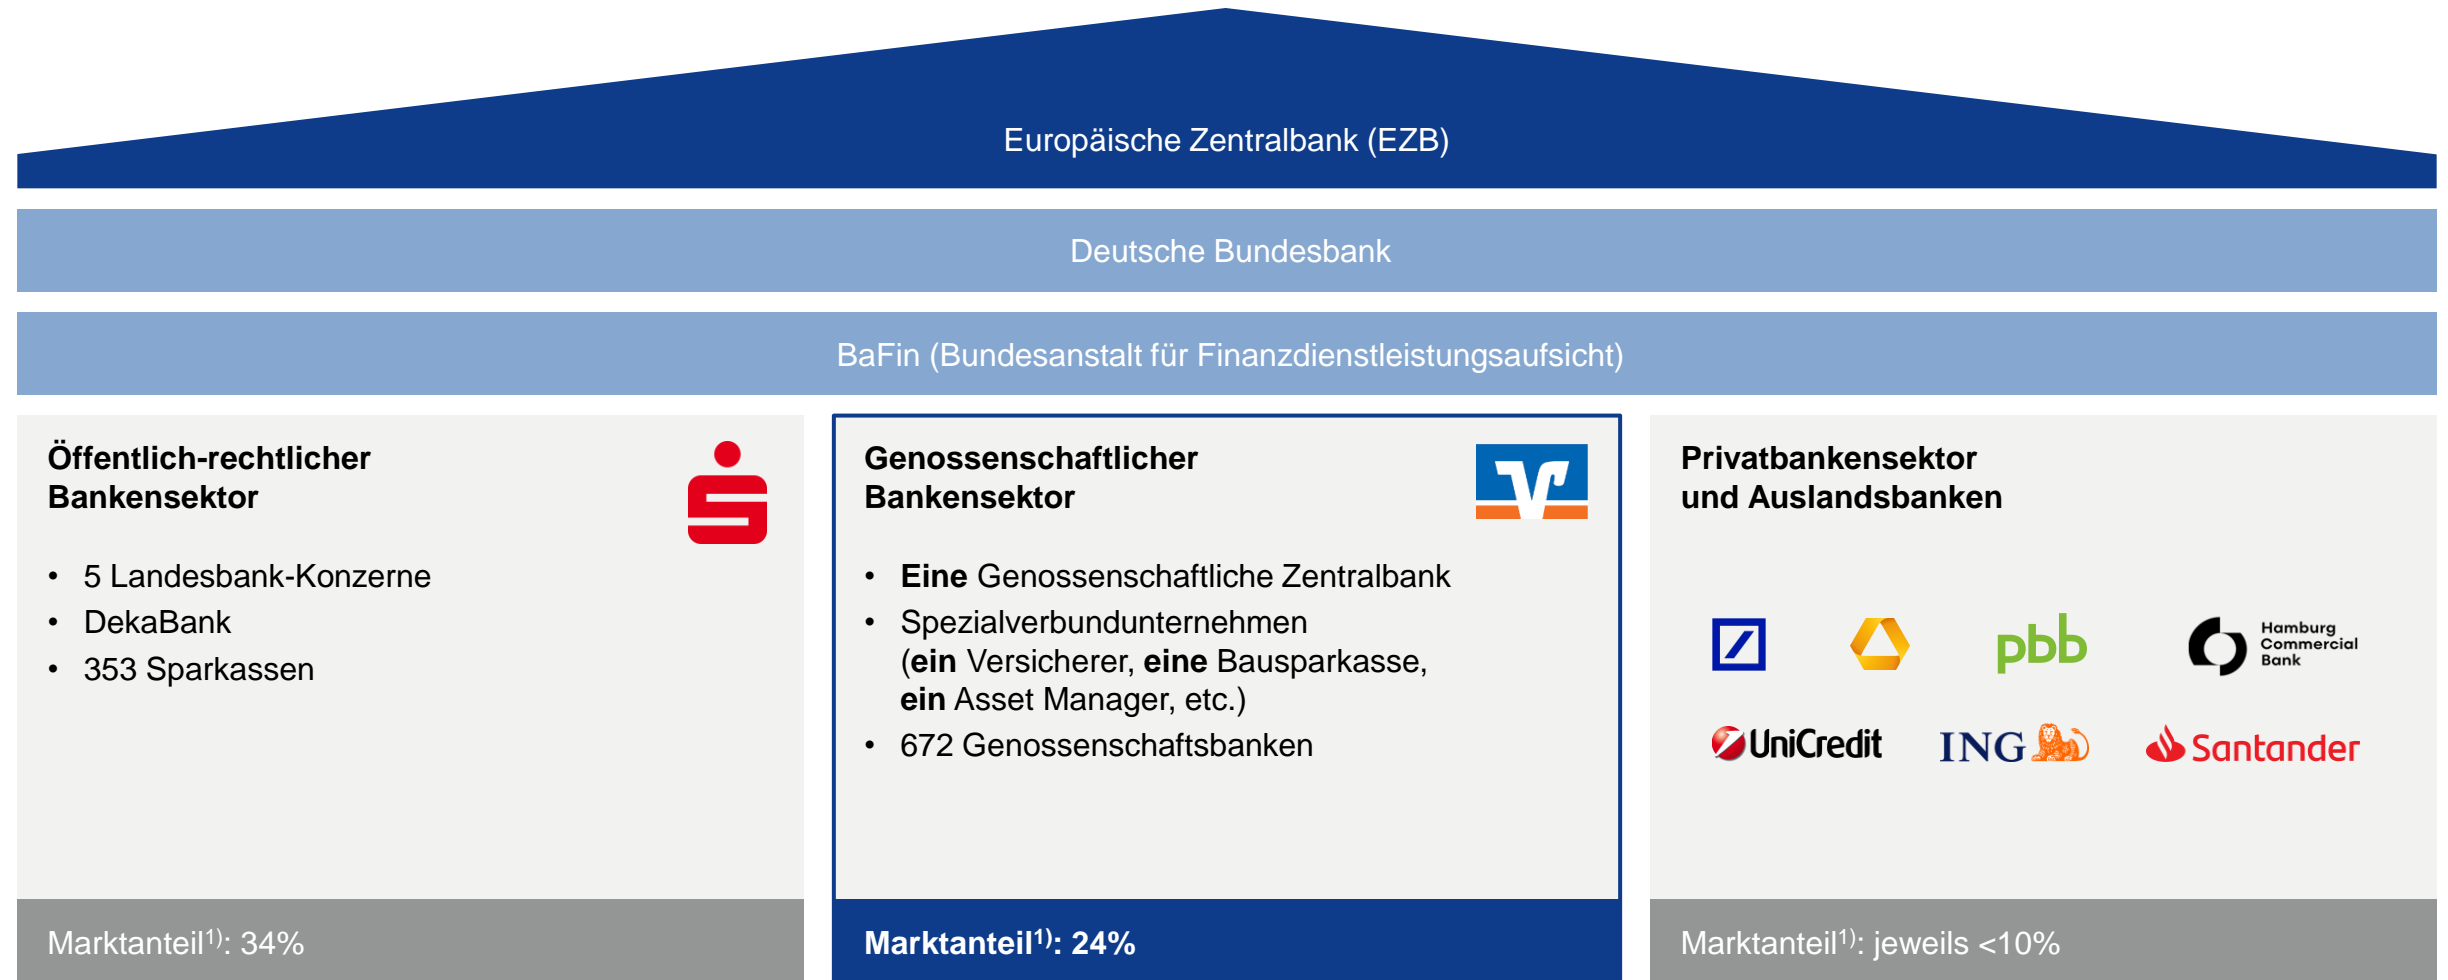 Europäische Zentralbank (EZB)
Deutsche Bundesbank
BaFin (Bundesanstalt für Finanzdienstleistungsaufsicht)
Öffentlich-rechtlicher
Bankensektor
• 5 Landesbank-Konzerne
• DekaBank
• 353 Sparkassen
Marktanteil¹⁾: 34%
Genossenschaftlicher
Bankensektor
• Eine Genossenschaftliche Zentralbank
• Spezialverbundunternehmen
(ein Versicherer, eine Bausparkasse,
ein Asset Manager, etc.)
• 672 Genossenschaftsbanken
Marktanteil¹⁾: 24%
Privatbankensektor
und Auslandsbanken
pbb
Hamburg
Commercial
Bank
UniCredit
ING
Santander
Marktanteil¹⁾: jeweils <10%